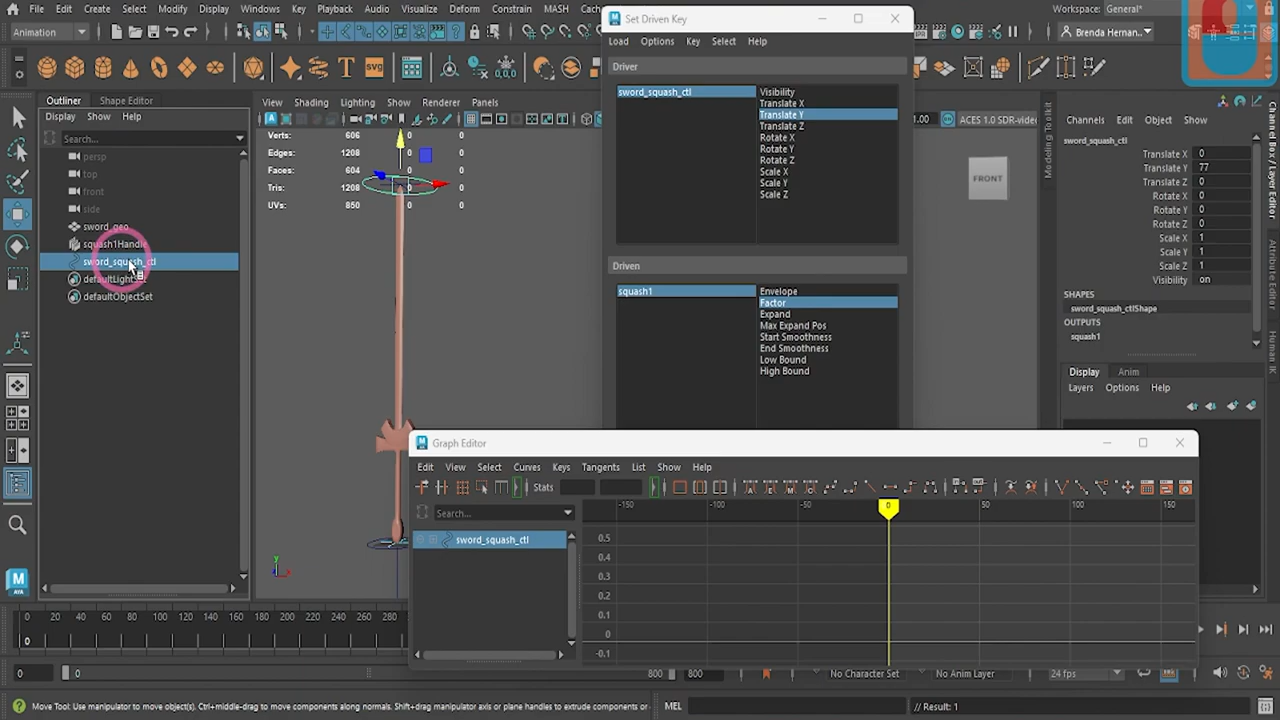 File Edit Create Select Modify Display Windows Key Playback Audio Visualize Deform Constrain MASH Cac
Workspace: General*
Animation
Brenda Hernan...
1.00 ACES 1.0 SDR-video
Outliner Shape Editor
Display Show Help
Search...
persp
top
front
side
sword_geo
squash1Handle
sword_squash_ctl
defaultLightSet
defaultObjectSet
View Shading Lighting Show Renderer Panels
Verts: 606 0 0
Edges: 1208 0 0
Faces: 604 0 0
Tris: 1208 0 0
UVs: 850 0 0
y
FRONT
Set Driven Key
Load Options Key Select Help
Driver
sword_squash_ctl
Visibility
Translate X
Translate Y
Translate Z
Rotate X
Rotate Y
Rotate Z
Scale X
Scale Y
Scale Z
Driven
squash1
Envelope
Factor
Expand
Max Expand Pos
Start Smoothness
End Smoothness
Low Bound
High Bound
Graph Editor
Edit View Select Curves Keys Tangents List Show Help
Stats
Search...
sword_squash_ctl
-150 -100 -50 0 50 100 150
0.5
0.4
0.3
0.2
0.1
0
-0.1
Channels Edit Object Show
sword_squash_ctl
Translate X 0
Translate Y 77
Translate Z 0
Rotate X 0
Rotate Y 0
Rotate Z 0
Scale X 1
Scale Y 1
Scale Z 1
Visibility on
SHAPES
sword_squash_ctlShape
OUTPUTS
squash1
Display Anim
Layers Options Help
Modeling Toolkit
Channel Box / Layer Editor
Attribute Editor
Human IK
0 20 40 60 80 100 120 140 160 180 200 220 240 260 280
0
0 0 800 800 No Character Set No Anim Layer 24 fps
Move Tool: Use manipulator to move object(s). Ctrl+middle-drag to move components along normals. Shift+drag manipulator axis or plane handles to extrude components or
MEL
// Result: 1